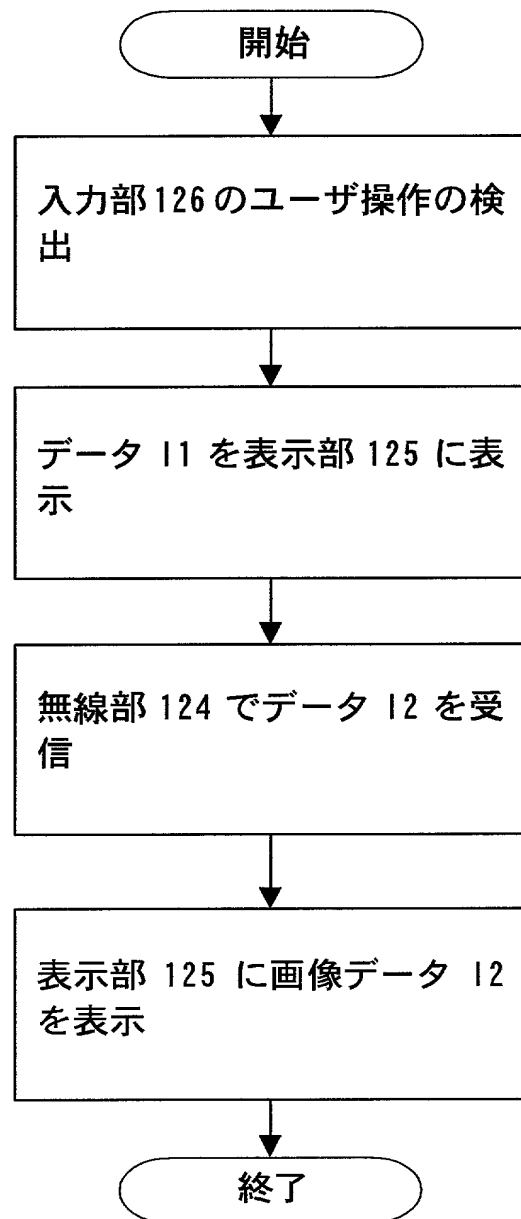 開始
入力部126のユーザ操作の検
出
データ I1 を表示部 125 に表
示
無線部 124 でデータ I2 を受
信
表示部 125 に画像データ I2
を表示
終了